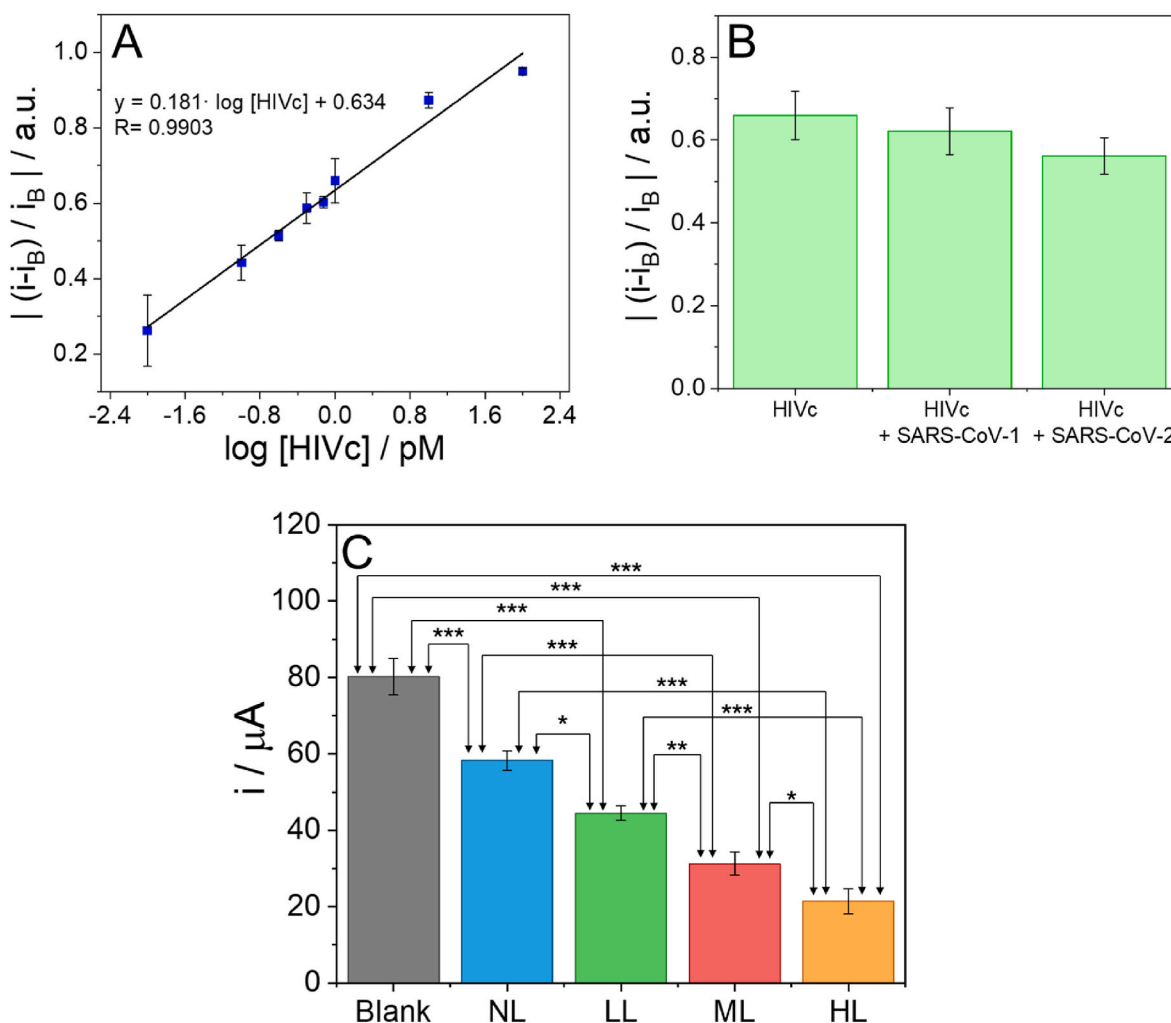 A
y = 0.181· log [HIVc] + 0.634
R= 0.9903
| (i-iB) / iB | / a.u.
1.0
0.8
0.6
0.4
0.2
-2.4 -1.6 -0.8 0.0 0.8 1.6 2.4
log [HIVc] / pM
B
| (i-iB) / iB | / a.u.
0.8
0.6
0.4
0.2
0.0
HIVc HIVc HIVc
+ SARS-CoV-1 + SARS-CoV-2
C
i / μA
120
100
80
60
40
20
0
***
***
***
*** ***
***
* ***
**
*
Blank NL LL ML HL